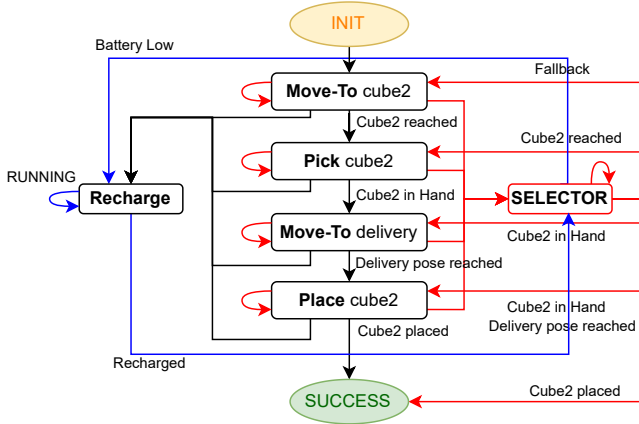 INIT
Battery Low
Fallback
Move-To cube2
Cube2 reached
Cube2 reached
Pick cube2
RUNNING
Recharge
Cube2 in Hand
SELECTOR
Move-To delivery
Cube2 in Hand
Delivery pose reached
Place cube2
Cube2 in Hand
Delivery pose reached
Cube2 placed
Recharged
Cube2 placed
SUCCESS